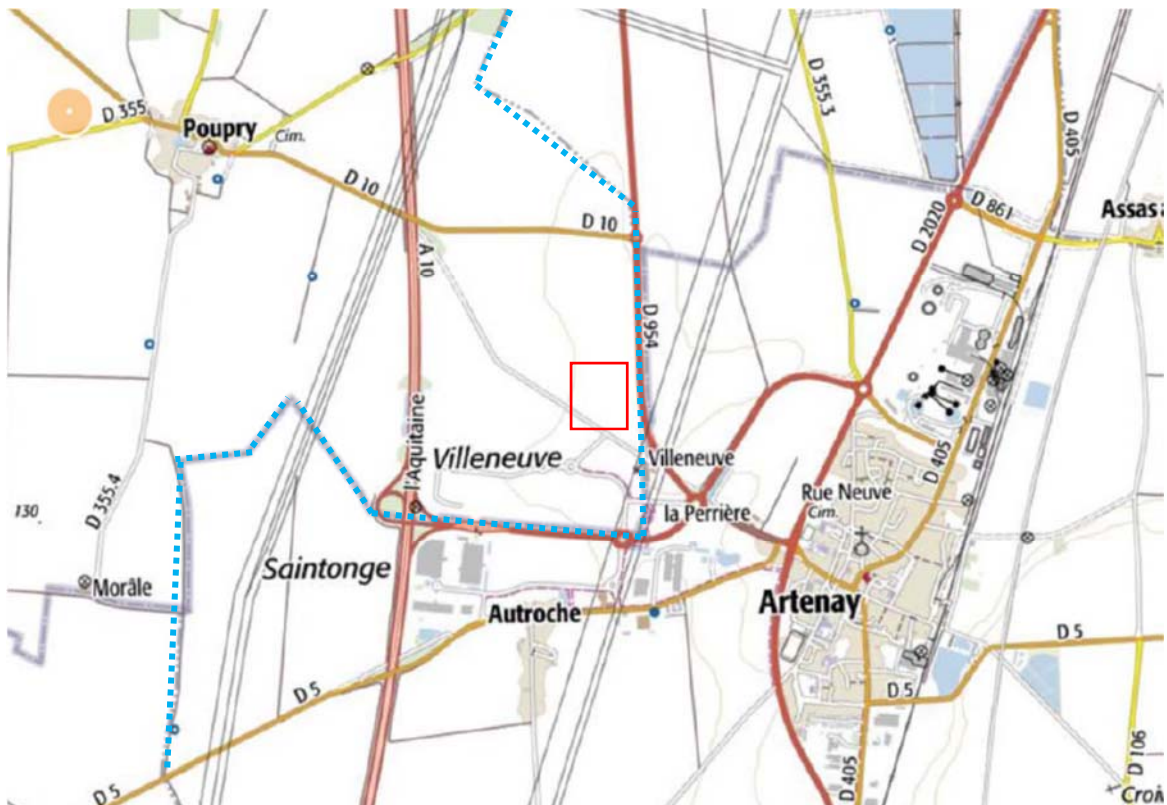 D 355
Poupry
Cim.
D 10
D 10
A 10
D 954
D 355.3
D 2020
D 405
D 861
Assas
l'Aquitaine
Villeneuve
Villeneuve
la Perrière
Rue Neuve
Cim.
D 405
130
D 355.4
Morâle
Saintonge
Autroche
Artenay
D 5
D 5
D 5
D 5
D 405
D 106